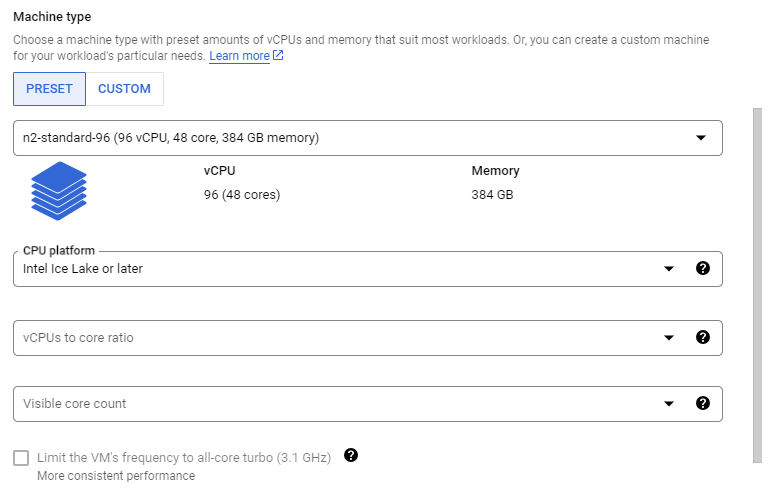 Machine type
Choose a machine type with preset amounts of vCPUs and memory that suit most workloads. Or, you can create a custom machine
for your workload's particular needs. Learn more
PRESET CUSTOM
n2-standard-96 (96 vCPU, 48 core, 384 GB memory)
vCPU Memory
96 (48 cores) 384 GB
CPU platform
Intel Ice Lake or later
vCPUs to core ratio
Visible core count
Limit the VM's frequency to all-core turbo (3.1 GHz)
More consistent performance